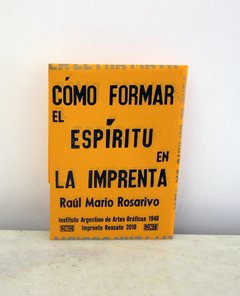 CÓMO FORMAR
EL
ESPÍRITU
EN
LA IMPRENTA
Raúl Mario Rosarivo
Instituto Argentino de Artes Gráficas 1946
Imprenta Rescate 2018